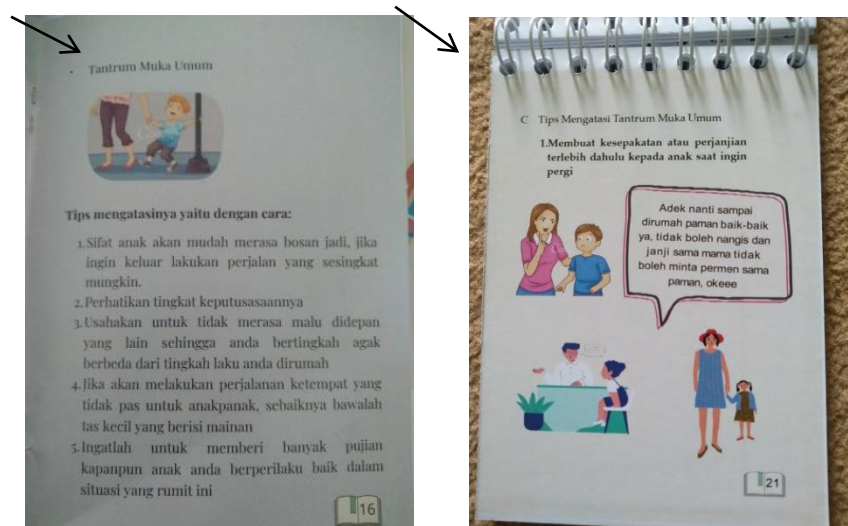 • Tantrum Muka Umum
Tips mengatasinya yaitu dengan cara:
1. Sifat anak akan mudah merasa bosan jadi, jika
ingin keluar lakukan perjalan yang sesingkat
mungkin.
2. Perhatikan tingkat keputusasaannya
3. Usahakan untuk tidak merasa malu didepan
yang lain sehingga anda bertingkah agak
berbeda dari tingkah laku anda dirumah
4. Jika akan melakukan perjalanan ketempat yang
tidak pas untuk anakpanak, sebaiknya bawalah
tas kecil yang berisi mainan
5. Ingatlah untuk memberi banyak pujian
kapanpun anak anda berperilaku baik dalam
situasi yang rumit ini
16
C Tips Mengatasi Tantrum Muka Umum
1.Membuat kesepakatan atau perjanjian
terlebih dahulu kepada anak saat ingin
pergi
Adek nanti sampai
dirumah paman baik-baik
ya, tidak boleh nangis dan
janji sama mama tidak
boleh minta permen sama
paman, okeee
21